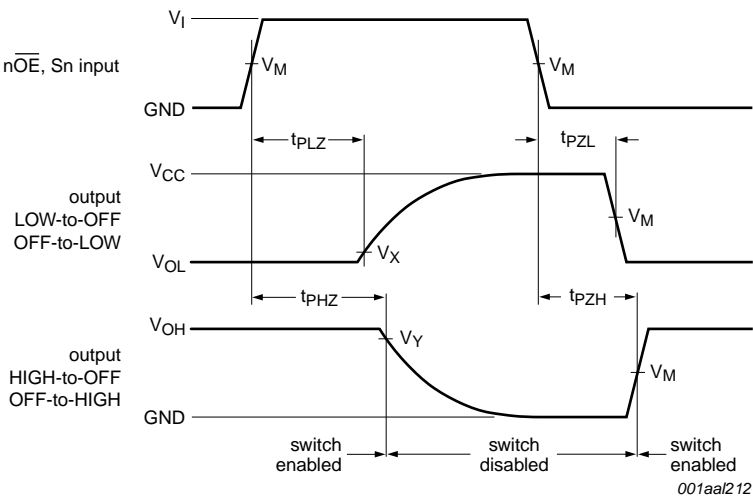 V_I
nO̅E̅, Sn input
V_M
V_M
GND
t_PLZ
t_PZL
V_CC
output
LOW-to-OFF
OFF-to-LOW
V_M
V_X
V_OL
t_PHZ
t_PZH
V_OH
V_Y
output
HIGH-to-OFF
OFF-to-HIGH
V_M
GND
switch
enabled
switch
disabled
switch
enabled
001aal212